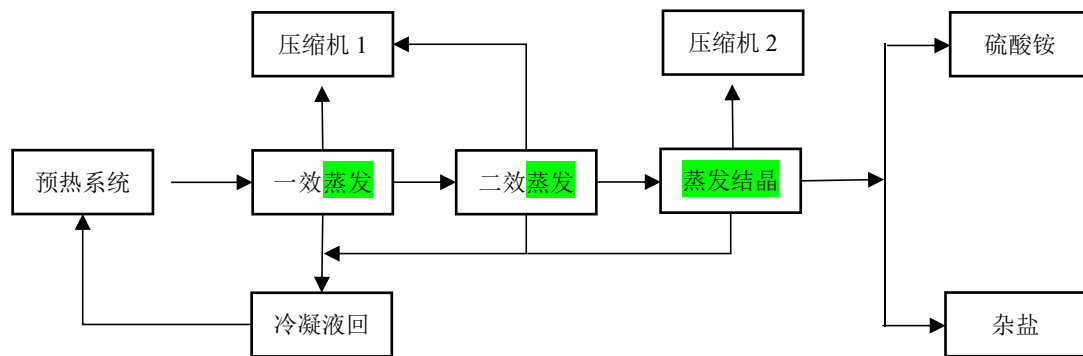 压缩机 1
压缩机 2
硫酸铵
预热系统
一效蒸发
二效蒸发
蒸发结晶
冷凝液回
杂盐